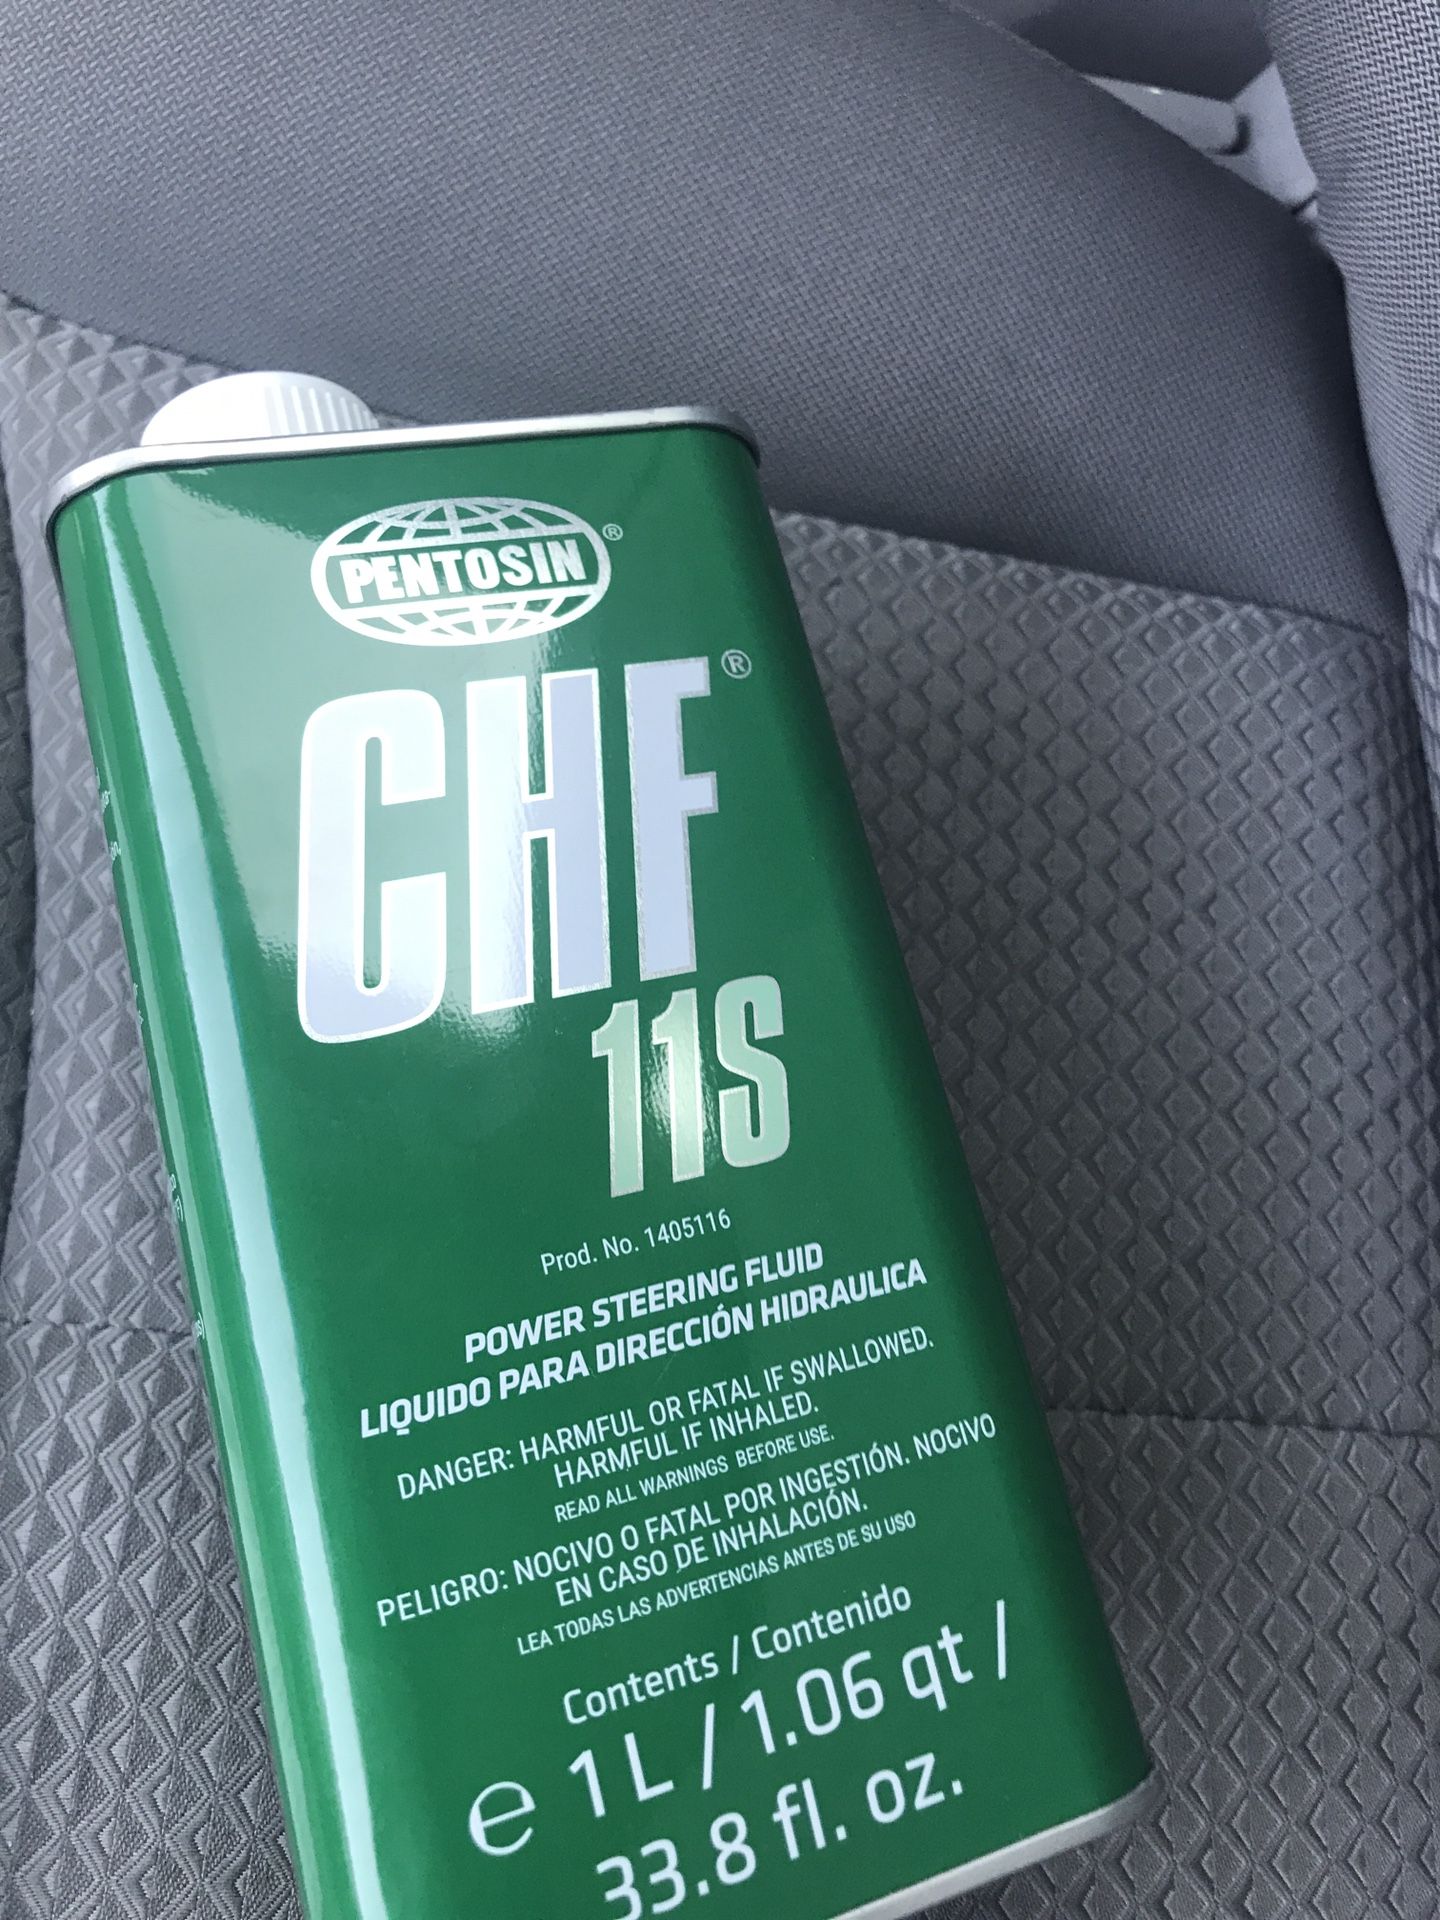 PENTOSIN ®
CHF ®
11S
Prod. No. 1405116
POWER STEERING FLUID
LIQUIDO PARA DIRECCIÓN HIDRAULICA
DANGER: HARMFUL OR FATAL IF SWALLOWED.
HARMFUL IF INHALED.
READ ALL WARNINGS BEFORE USE.
PELIGRO: NOCIVO O FATAL POR INGESTIÓN. NOCIVO
EN CASO DE INHALACIÓN.
LEA TODAS LAS ADVERTENCIAS ANTES DE SU USO
Contents / Contenido
℮ 1 L / 1.06 qt /
33.8 fl. oz.